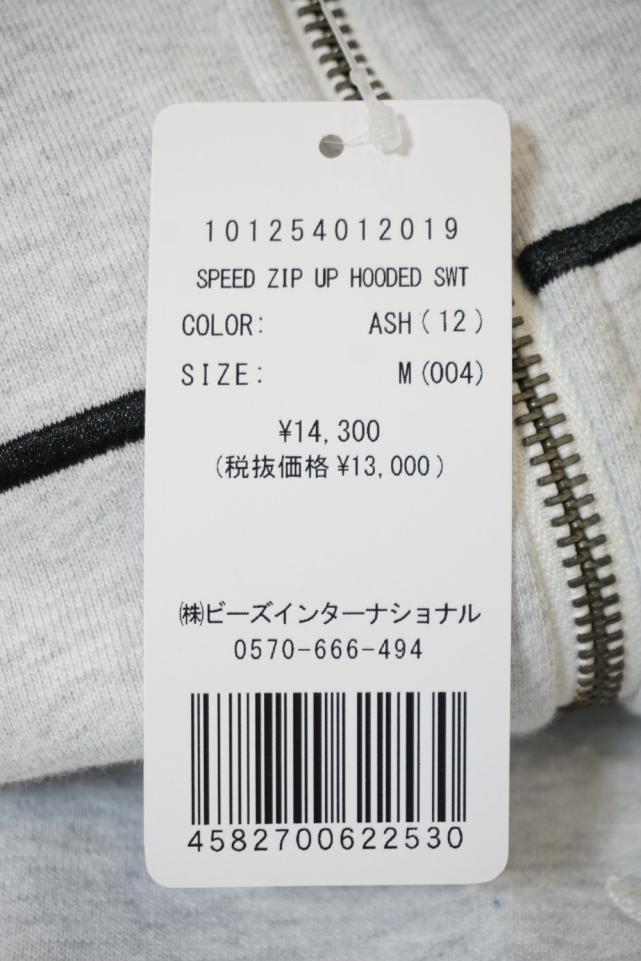 101254012019
SPEED ZIP UP HOODED SWT
COLOR: ASH(12)
SIZE: M(004)
¥14,300
(税抜価格¥13,000)
㈱ビーズインターナショナル
0570-666-494
4582700622530